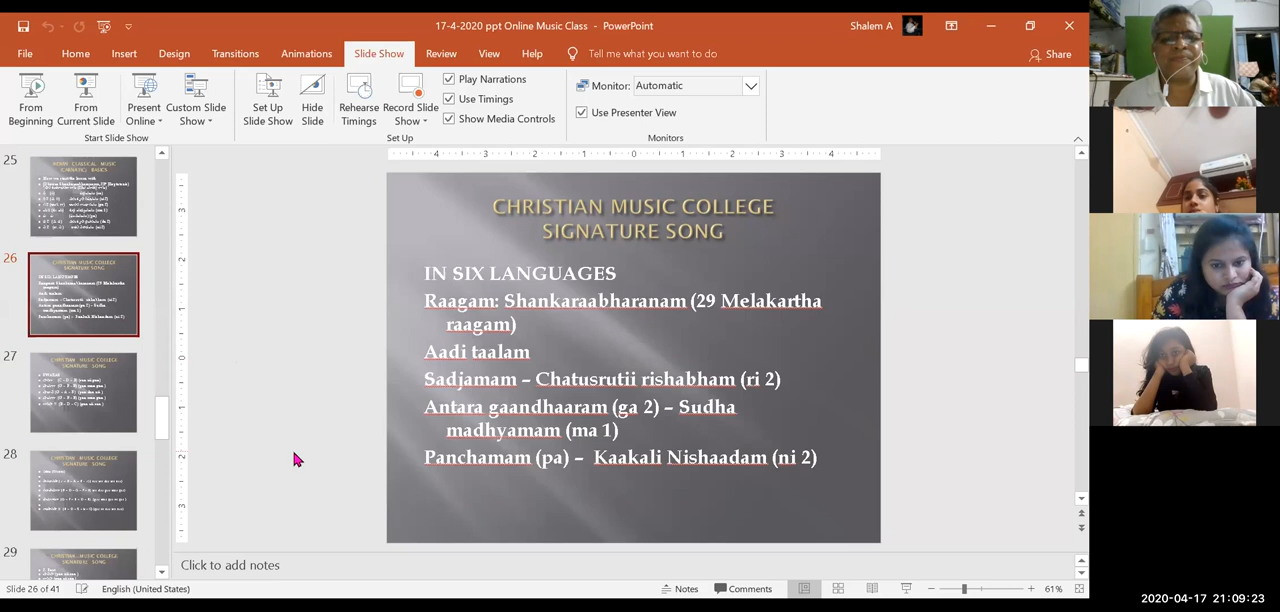 17-4-2020 ppt Online Music Class - PowerPoint
Shalem A
File Home Insert Design Transitions Animations Slide Show Review View Help Tell me what you want to do Share
From Beginning
From Current Slide
Present Online
Custom Slide Show
Start Slide Show
Set Up Slide Show
Hide Slide
Rehearse Timings
Record Slide Show
Play Narrations
Use Timings
Show Media Controls
Set Up
Monitor: Automatic
Use Presenter View
Monitors
25
26
27
28
29
CHRISTIAN MUSIC COLLEGE
SIGNATURE SONG
IN SIX LANGUAGES
Raagam: Shankaraabharanam (29 Melakartha
raagam)
Aadi taalam
Sadjamam – Chatusrutii rishabham (ri 2)
Antara gaandhaaram (ga 2) – Sudha
madhyamam (ma 1)
Panchamam (pa) – Kaakali Nishaadam (ni 2)
Click to add notes
Slide 26 of 41 English (United States) Notes Comments 61%
2020-04-17 21:09:23